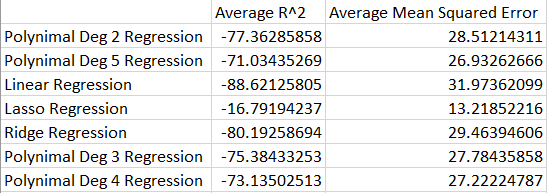 Average R^2 Average Mean Squared Error
Polynimal Deg 2 Regression -77.36285858 28.51214311
Polynimal Deg 5 Regression -71.03435269 26.93262666
Linear Regression -88.62125805 31.97362099
Lasso Regression -16.79194237 13.21852216
Ridge Regression -80.19258694 29.46394606
Polynimal Deg 3 Regression -75.38433253 27.78435858
Polynimal Deg 4 Regression -73.13502513 27.22224787